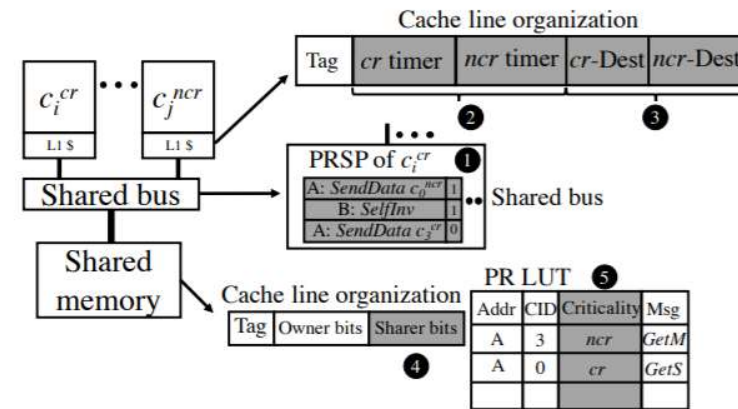 Cache line organization
Tag cr timer ncr timer cr-Dest ncr-Dest
2 3
c_i^cr ••• c_j^ncr
L1 $ L1 $
•••
PRSP of c_i^cr 1
A: SendData c_0^ncr 1
B: SelfInv 1
A: SendData c_3^cr 0
•• Shared bus
Shared bus
Shared
memory
Cache line organization
Tag Owner bits Sharer bits
4
PR LUT 5
Addr CID Criticality Msg
A 3 ncr GetM
A 0 cr GetS